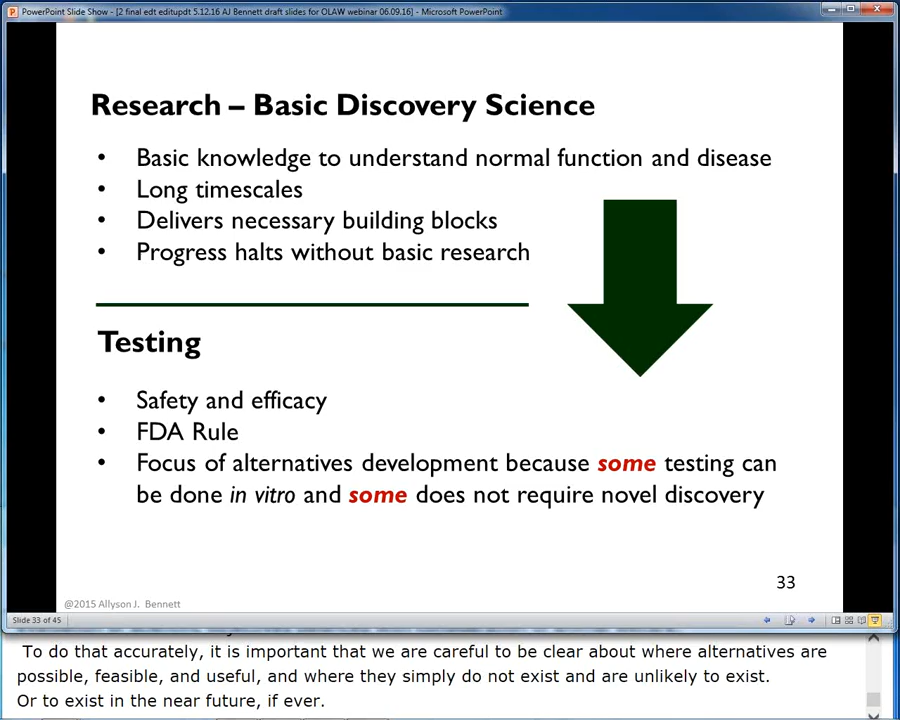 PowerPoint Slide Show - [2 final edt editupdt 5.12.16 AJ Bennett draft slides for OLAW webinar 06.09.16] - Microsoft PowerPoint
Research – Basic Discovery Science
• Basic knowledge to understand normal function and disease
• Long timescales
• Delivers necessary building blocks
• Progress halts without basic research
Testing
• Safety and efficacy
• FDA Rule
• Focus of alternatives development because some testing can
be done in vitro and some does not require novel discovery
33
@2015 Allyson J. Bennett
Slide 33 of 45
To do that accurately, it is important that we are careful to be clear about where alternatives are
possible, feasible, and useful, and where they simply do not exist and are unlikely to exist.
Or to exist in the near future, if ever.